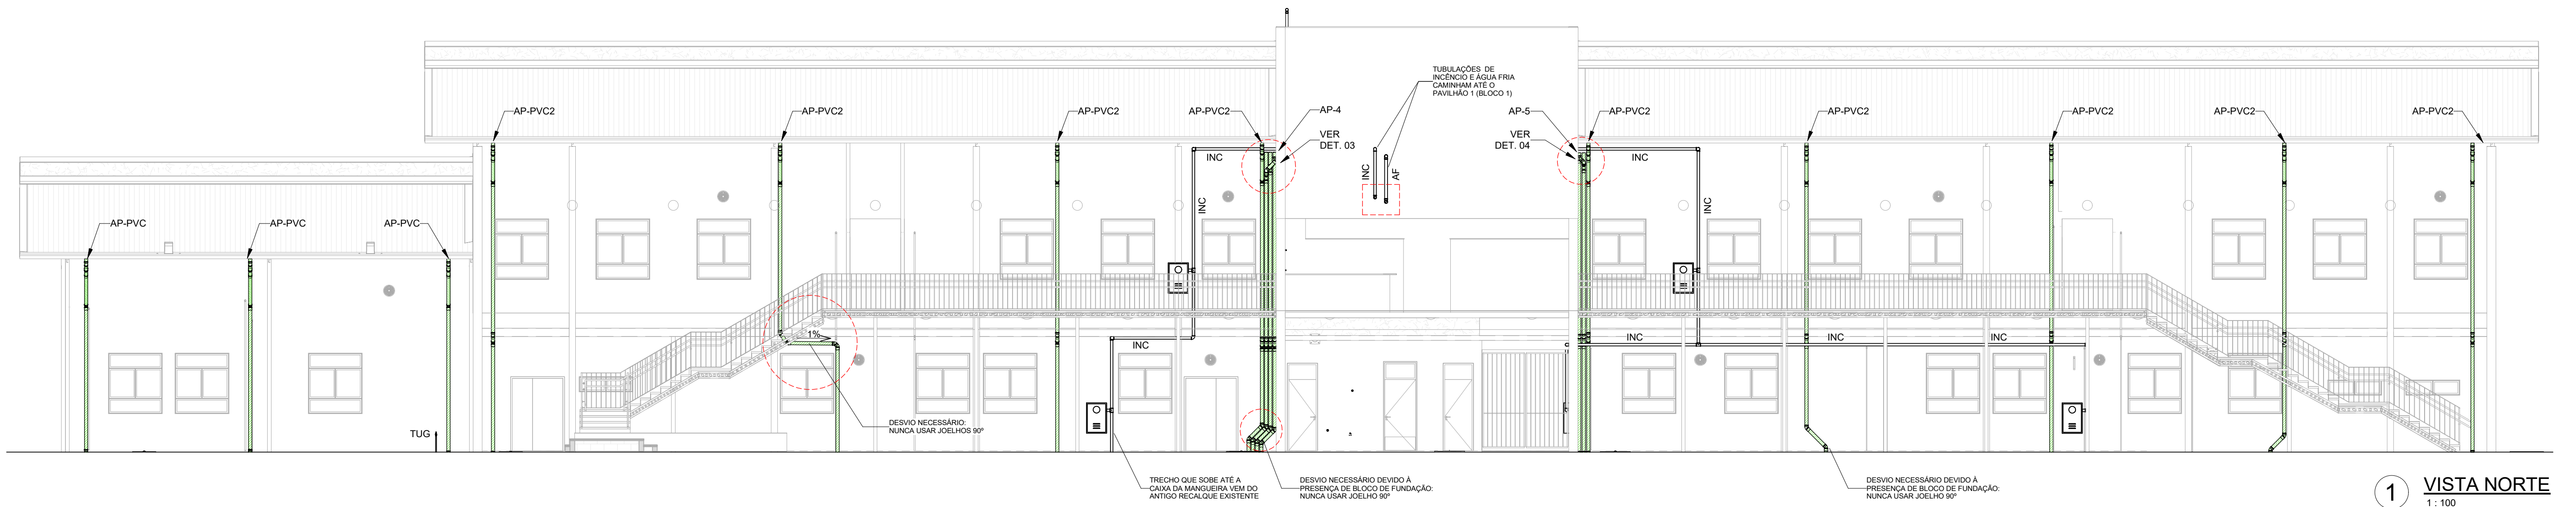 TUBULAÇÕES DE
INCÊNCIO E ÁGUA FRIA
CAMINHAM ATÉ O
PAVILHÃO 1 (BLOCO 1)
AP-PVC2
AP-PVC2
AP-PVC2
AP-PVC2
AP-4
AP-5
AP-PVC2
AP-PVC2
AP-PVC2
AP-PVC2
AP-PVC2
VER
DET. 03
VER
DET. 04
INC
INC
INC
AF
INC
INC
AP-PVC
AP-PVC
AP-PVC
1%
INC
INC
INC
INC
TUG
DESVIO NECESSÁRIO:
NUNCA USAR JOELHOS 90º
TRECHO QUE SOBE ATÉ A
CAIXA DA MANGUEIRA VEM DO
ANTIGO RECALQUE EXISTENTE
DESVIO NECESSÁRIO DEVIDO À
PRESENÇA DE BLOCO DE FUNDAÇÃO:
NUNCA USAR JOELHO 90º
DESVIO NECESSÁRIO DEVIDO À
PRESENÇA DE BLOCO DE FUNDAÇÃO:
NUNCA USAR JOELHO 90º
1
VISTA NORTE
1 : 100